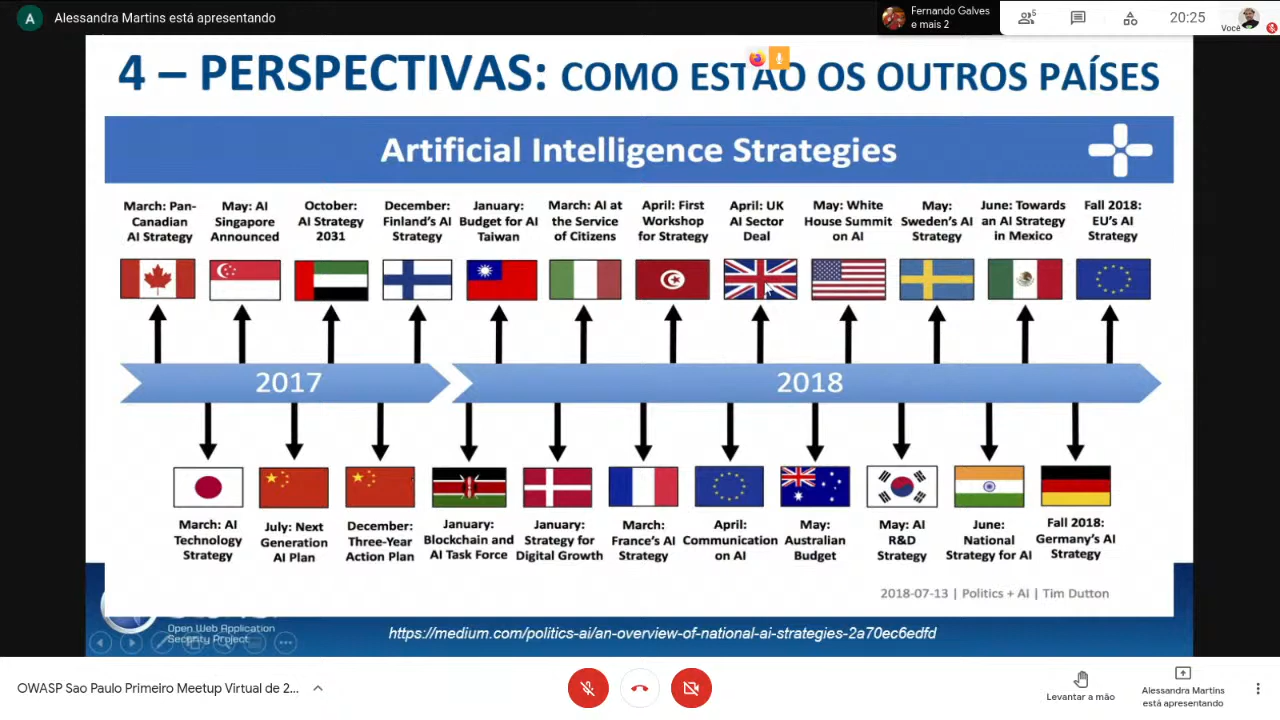 A
Alessandra Martins está apresentando
Fernando Galves
e mais 2
5
20:25
Você
4 – PERSPECTIVAS: COMO ESTÃO OS OUTROS PAÍSES
Artificial Intelligence Strategies
March: Pan-
Canadian
AI Strategy
May: AI
Singapore
Announced
October:
AI Strategy
2031
December:
Finland's AI
Strategy
January:
Budget for AI
Taiwan
March: AI at
the Service
of Citizens
April: First
Workshop
for Strategy
April: UK
AI Sector
Deal
May: White
House Summit
on AI
May:
Sweden's AI
Strategy
June: Towards
an AI Strategy
in Mexico
Fall 2018:
EU's AI
Strategy
2017
2018
March: AI
Technology
Strategy
July: Next
Generation
AI Plan
December:
Three-Year
Action Plan
January:
Blockchain and
AI Task Force
January:
Strategy for
Digital Growth
March:
France's AI
Strategy
April:
Communication
on AI
May:
Australian
Budget
May: AI
R&D
Strategy
June:
National
Strategy for AI
Fall 2018:
Germany's AI
Strategy
2018-07-13 | Politics + AI | Tim Dutton
Open Web Application
Security Project
https://medium.com/politics-ai/an-overview-of-national-ai-strategies-2a70ec6edfd
OWASP Sao Paulo Primeiro Meetup Virtual de 2...
Levantar a mão
Alessandra Martins
está apresentando